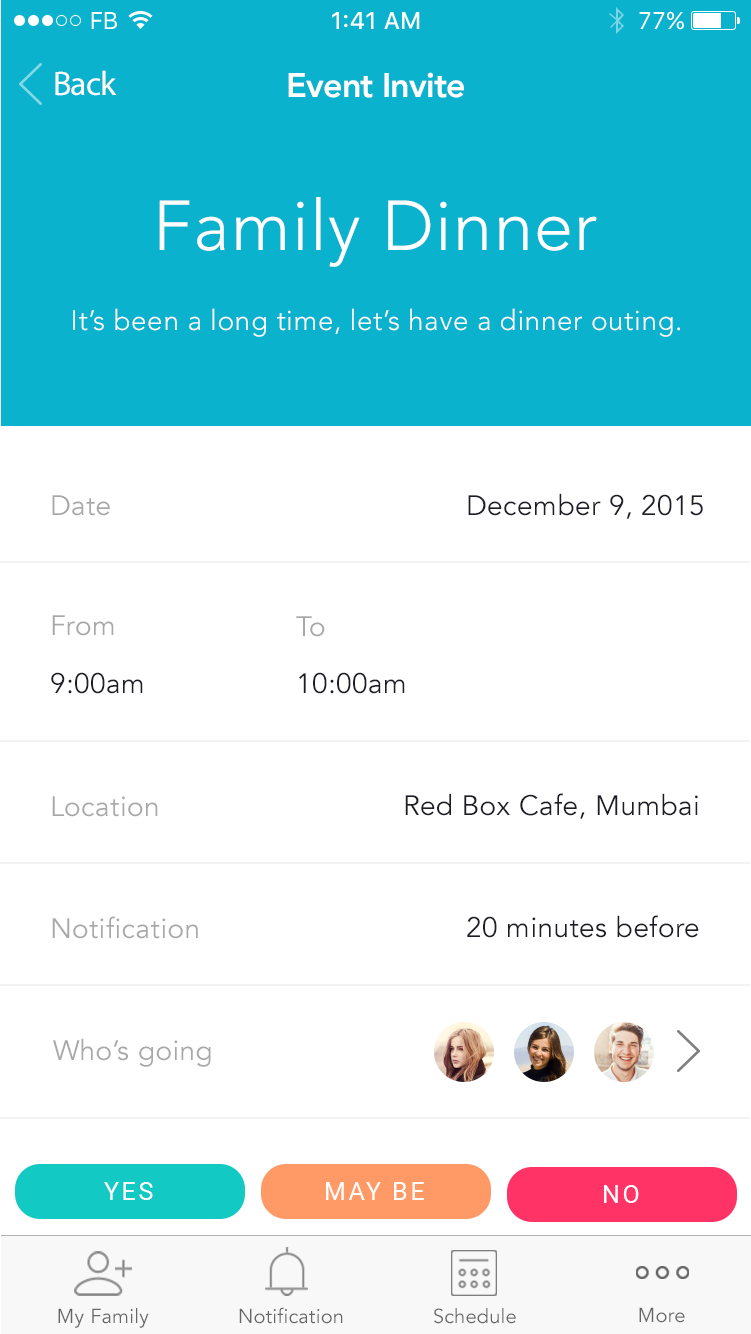 FB 1:41 AM 77%
Back Event Invite
Family Dinner
It’s been a long time, let’s have a dinner outing.
Date December 9, 2015
From To
9:00am 10:00am
Location Red Box Cafe, Mumbai
Notification 20 minutes before
Who’s going
YES MAY BE NO
My Family Notification Schedule More